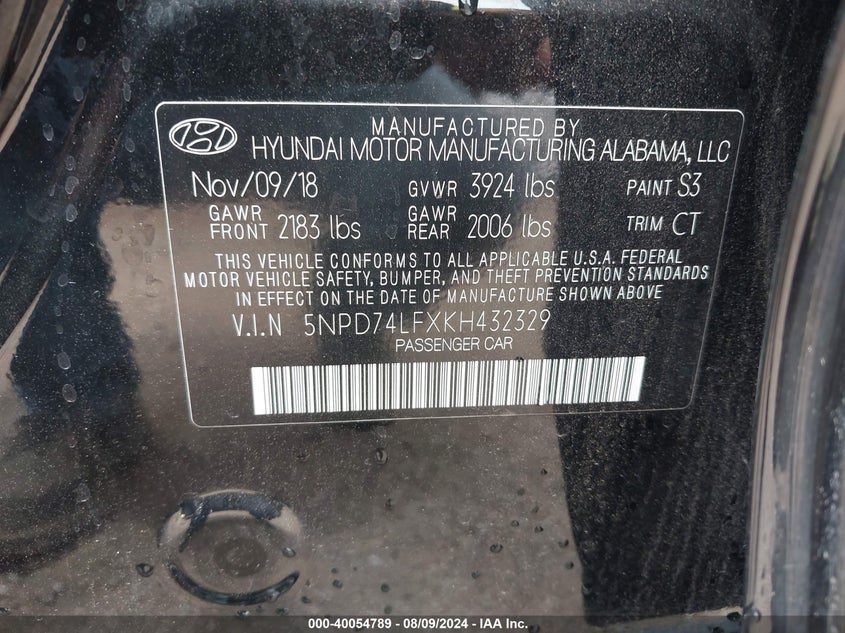 MANUFACTURED BY
HYUNDAI MOTOR MANUFACTURING ALABAMA, LLC
Nov/09/18 GVWR 3924 lbs PAINT S3
GAWR FRONT 2183 lbs GAWR REAR 2006 lbs TRIM CT
THIS VEHICLE CONFORMS TO ALL APPLICABLE U.S.A. FEDERAL
MOTOR VEHICLE SAFETY, BUMPER, AND THEFT PREVENTION STANDARDS
IN EFFECT ON THE DATE OF MANUFACTURE SHOWN ABOVE
V.I.N 5NPD74LFXKH432329
PASSENGER CAR
000-40054789 - 08/09/2024 - IAA Inc.